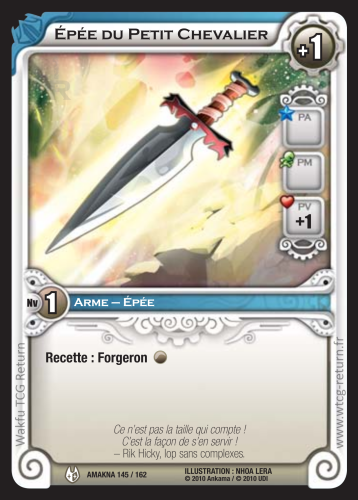 Épée du Petit Chevalier
+1
PA
PM
PV
+1
Nv 1 Arme – Épée
Recette : Forgeron
Wakfu TCG Return
www.wtcg-return.fr
Ce n'est pas la taille qui compte !
C'est la façon de s'en servir !
– Rik Hicky, Iop sans complexes.
AMAKNA 145 / 162
ILLUSTRATION : NHOA LERA
© 2010 Ankama / © 2010 UDI